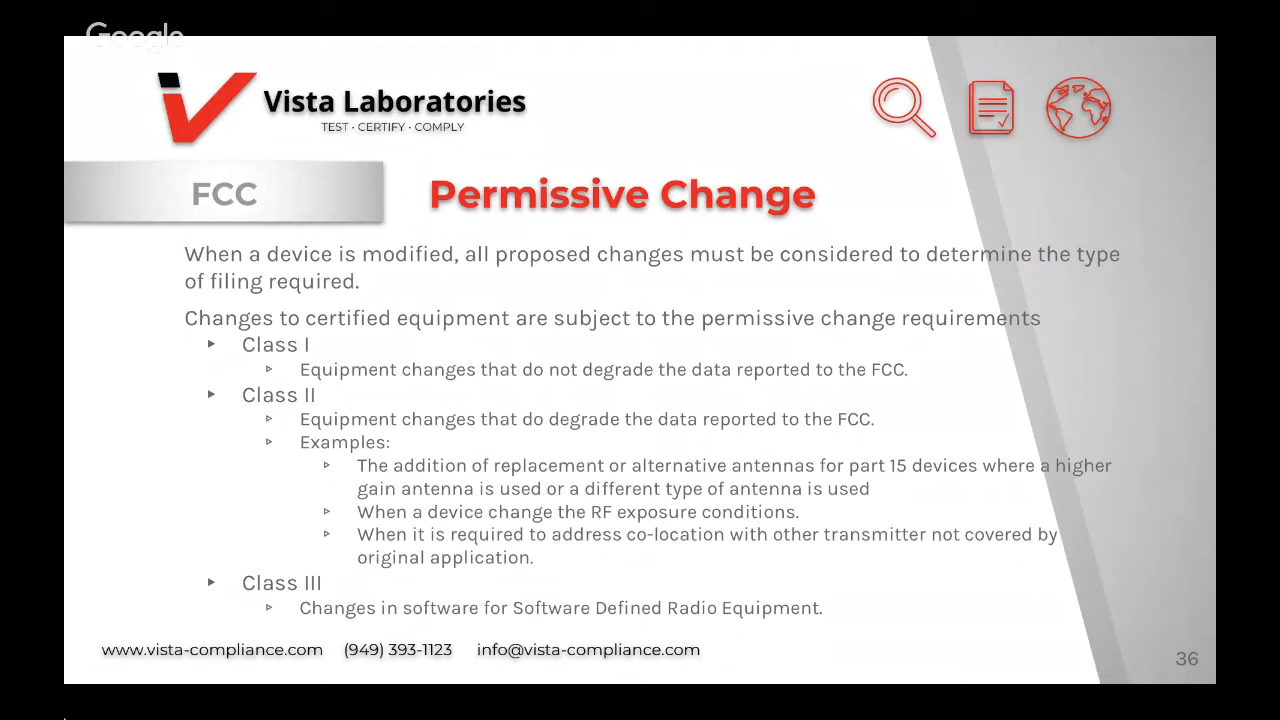 Google
Vista Laboratories
TEST · CERTIFY · COMPLY
FCC
Permissive Change
When a device is modified, all proposed changes must be considered to determine the type
of filing required.
Changes to certified equipment are subject to the permissive change requirements
Class I
Equipment changes that do not degrade the data reported to the FCC.
Class II
Equipment changes that do degrade the data reported to the FCC.
Examples:
The addition of replacement or alternative antennas for part 15 devices where a higher
gain antenna is used or a different type of antenna is used
When a device change the RF exposure conditions.
When it is required to address co-location with other transmitter not covered by
original application.
Class III
Changes in software for Software Defined Radio Equipment.
www.vista-compliance.com (949) 393-1123 info@vista-compliance.com
36